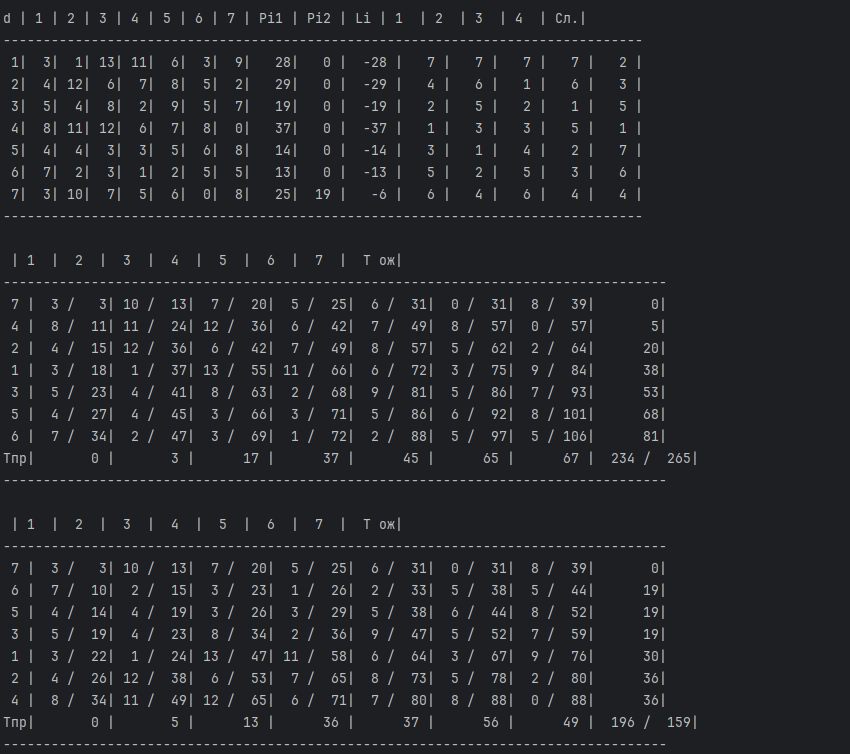 d | 1 | 2 | 3 | 4 | 5 | 6 | 7 | Pi1 | Pi2 | Li | 1  | 2  | 3  | 4  | Сл.|
--------------------------------------------------------------------------------
 1|  3|  1| 13| 11|  6|  3|  9|   28|   0 |  -28 |   7 |   7 |   7 |   7 |   2 |
 2|  4| 12|  6|  7|  8|  5|  2|   29|   0 |  -29 |   4 |   6 |   1 |   6 |   3 |
 3|  5|  4|  8|  2|  9|  5|  7|   19|   0 |  -19 |   2 |   5 |   2 |   1 |   5 |
 4|  8| 11| 12|  6|  7|  8|  0|   37|   0 |  -37 |   1 |   3 |   3 |   5 |   1 |
 5|  4|  4|  3|  3|  5|  6|  8|   14|   0 |  -14 |   3 |   1 |   4 |   2 |   7 |
 6|  7|  2|  3|  1|  2|  5|  5|   13|   0 |  -13 |   5 |   2 |   5 |   3 |   6 |
 7|  3| 10|  7|  5|  6|  0|  8|   25|  19 |   -6 |   6 |   4 |   6 |   4 |   4 |
--------------------------------------------------------------------------------
 | 1  |  2  |  3  |  4  |  5  |  6  |  7  |  T ож|
-----------------------------------------------------------------------------------
 7 |  3 /   3| 10 /  13|  7 /  20|  5 /  25|  6 /  31|  0 /  31|  8 /  39|       0|
 4 |  8 /  11| 11 /  24| 12 /  36|  6 /  42|  7 /  49|  8 /  57|  0 /  57|       5|
 2 |  4 /  15| 12 /  36|  6 /  42|  7 /  49|  8 /  57|  5 /  62|  2 /  64|      20|
 1 |  3 /  18|  1 /  37| 13 /  55| 11 /  66|  6 /  72|  3 /  75|  9 /  84|      38|
 3 |  5 /  23|  4 /  41|  8 /  63|  2 /  68|  9 /  81|  5 /  86|  7 /  93|      53|
 5 |  4 /  27|  4 /  45|  3 /  66|  3 /  71|  5 /  86|  6 /  92|  8 / 101|      68|
 6 |  7 /  34|  2 /  47|  3 /  69|  1 /  72|  2 /  88|  5 /  97|  5 / 106|      81|
Tпр|       0 |       3 |      17 |      37 |      45 |      65 |      67 |  234 /  265|
-----------------------------------------------------------------------------------
 | 1  |  2  |  3  |  4  |  5  |  6  |  7  |  T ож|
-----------------------------------------------------------------------------------
 7 |  3 /   3| 10 /  13|  7 /  20|  5 /  25|  6 /  31|  0 /  31|  8 /  39|       0|
 6 |  7 /  10|  2 /  15|  3 /  23|  1 /  26|  2 /  33|  5 /  38|  5 /  44|      19|
 5 |  4 /  14|  4 /  19|  3 /  26|  3 /  29|  5 /  38|  6 /  44|  8 /  52|      19|
 3 |  5 /  19|  4 /  23|  8 /  34|  2 /  36|  9 /  47|  5 /  52|  7 /  59|      19|
 1 |  3 /  22|  1 /  24| 13 /  47| 11 /  58|  6 /  64|  3 /  67|  9 /  76|      30|
 2 |  4 /  26| 12 /  38|  6 /  53|  7 /  65|  8 /  73|  5 /  78|  2 /  80|      36|
 4 |  8 /  34| 11 /  49| 12 /  65|  6 /  71|  7 /  80|  8 /  88|  0 /  88|      36|
Tпр|       0 |       5 |      13 |      36 |      37 |      56 |      49 |  196 /  159|
-----------------------------------------------------------------------------------